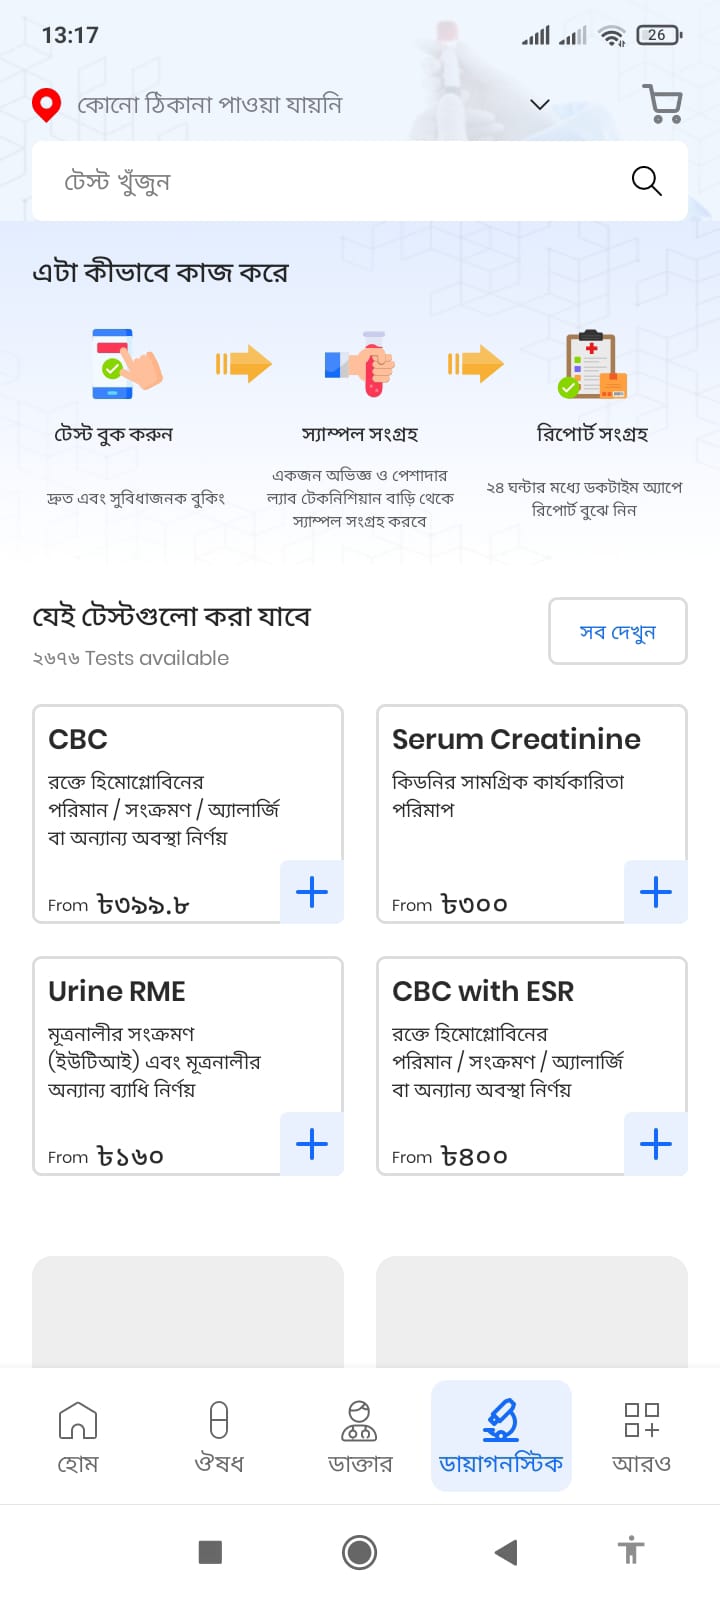 13:17
26
কোনো ঠিকানা পাওয়া যায়নি
টেস্ট খুঁজুন
এটা কীভাবে কাজ করে
টেস্ট বুক করুন
দ্রুত এবং সুবিধাজনক বুকিং
স্যাম্পল সংগ্রহ
একজন অভিজ্ঞ ও পেশাদার
ল্যাব টেকনিশিয়ান বাড়ি থেকে
স্যাম্পল সংগ্রহ করবে
রিপোর্ট সংগ্রহ
২৪ ঘন্টার মধ্যে ডকটাইম অ্যাপে
রিপোর্ট বুঝে নিন
যেই টেস্টগুলো করা যাবে
২৬৭৬ Tests available
সব দেখুন
CBC
রক্তে হিমোগ্লোবিনের
পরিমান / সংক্রমণ / অ্যালার্জি
বা অন্যান্য অবস্থা নির্ণয়
From ৳৩৯৯.৮
Serum Creatinine
কিডনির সামগ্রিক কার্যকারিতা
পরিমাপ
From ৳৩০০
Urine RME
মূত্রনালীর সংক্রমণ
(ইউটিআই) এবং মূত্রনালীর
অন্যান্য ব্যাধি নির্ণয়
From ৳১৬০
CBC with ESR
রক্তে হিমোগ্লোবিনের
পরিমান / সংক্রমণ / অ্যালার্জি
বা অন্যান্য অবস্থা নির্ণয়
From ৳৪০০
হোম
ঔষধ
ডাক্তার
ডায়াগনস্টিক
আরও